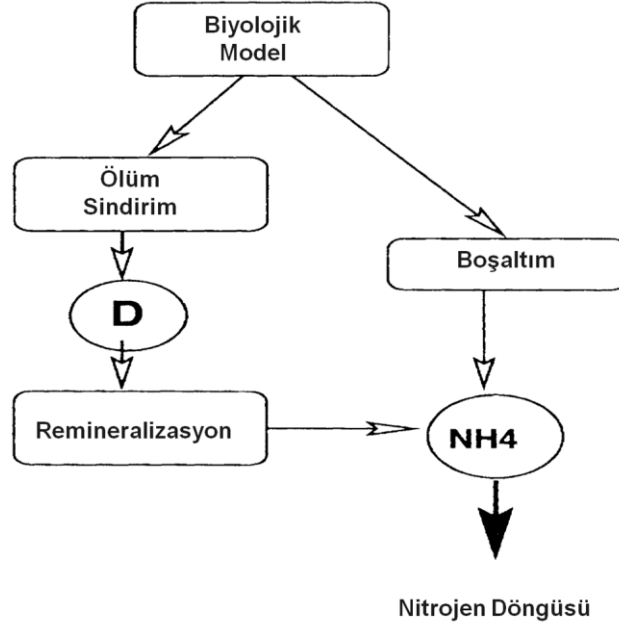 Biyolojik
Model
Ölüm
Sindirim
Boşaltım
D
Remineralizasyon
NH4
Nitrojen Döngüsü